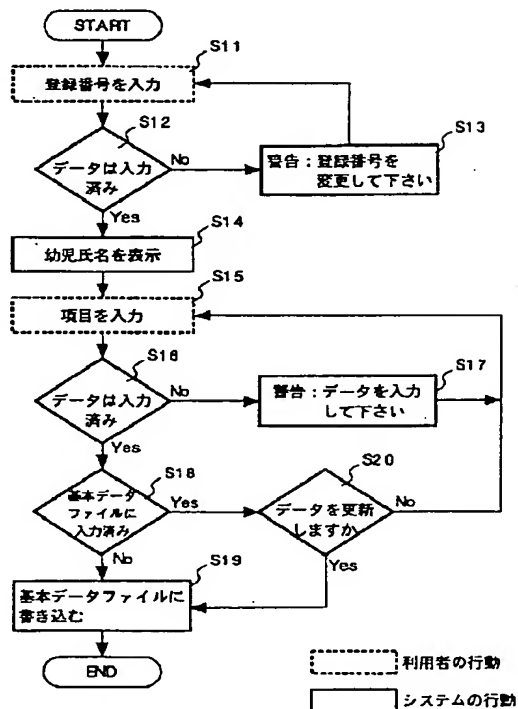 START
S11
登録番号を入力
S12
データは入力
済み
No
S13
警告:登録番号を
変更して下さい
Yes
S14
幼児氏名を表示
S15
項目を入力
S16
データは入力
済み
No
S17
警告:データを入力
して下さい
Yes
S18
基本データ
ファイルに
入力済み
Yes
S20
データを更新
しますか
No
No
Yes
S19
基本データファイルに
書き込む
END
利用者の行動
システムの行動